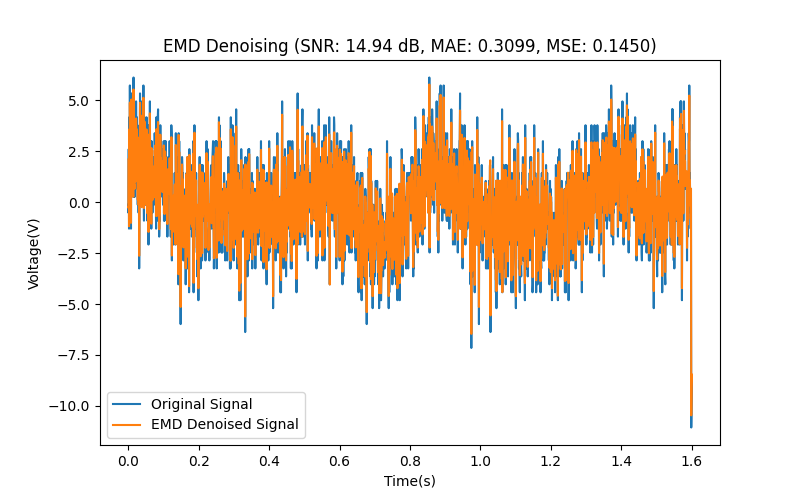 EMD Denoising (SNR: 14.94 dB, MAE: 0.3099, MSE: 0.1450)
5.0
2.5
0.0
−2.5
−5.0
−7.5
−10.0
Voltage(V)
Original Signal
EMD Denoised Signal
0.0 0.2 0.4 0.6 0.8 1.0 1.2 1.4 1.6
Time(s)